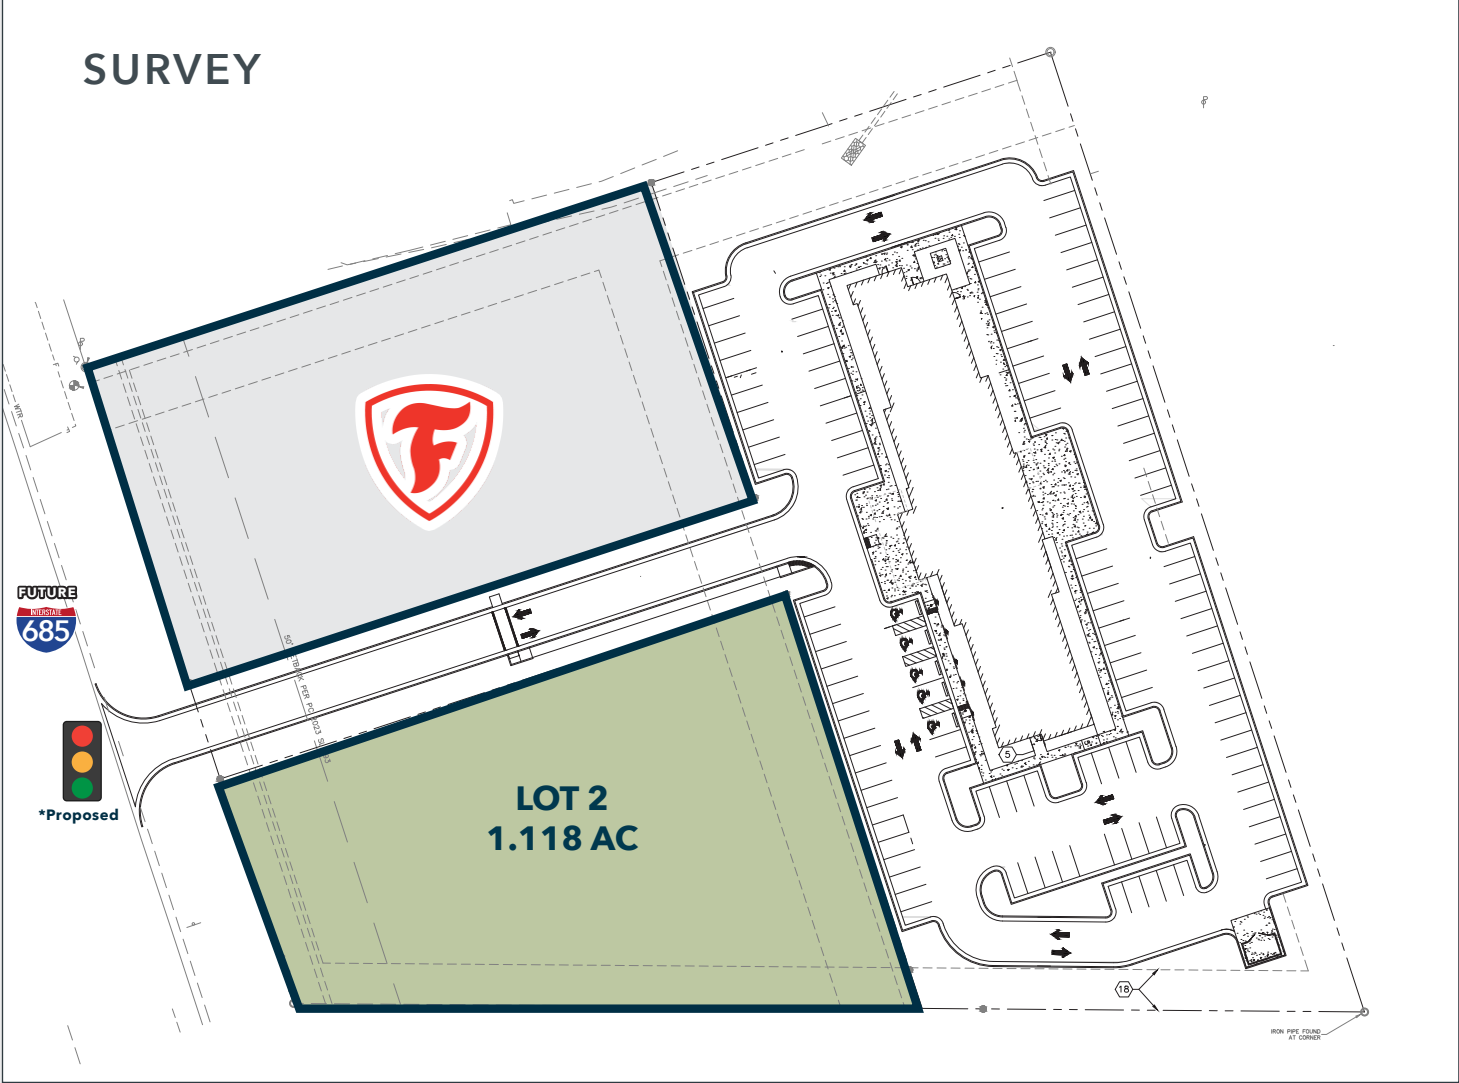 SURVEY
WTR
FUTURE
INTERSTATE
685
*Proposed
LOT 2
1.118 AC
5
18
IRON PIPE FOUND
AT CORNER